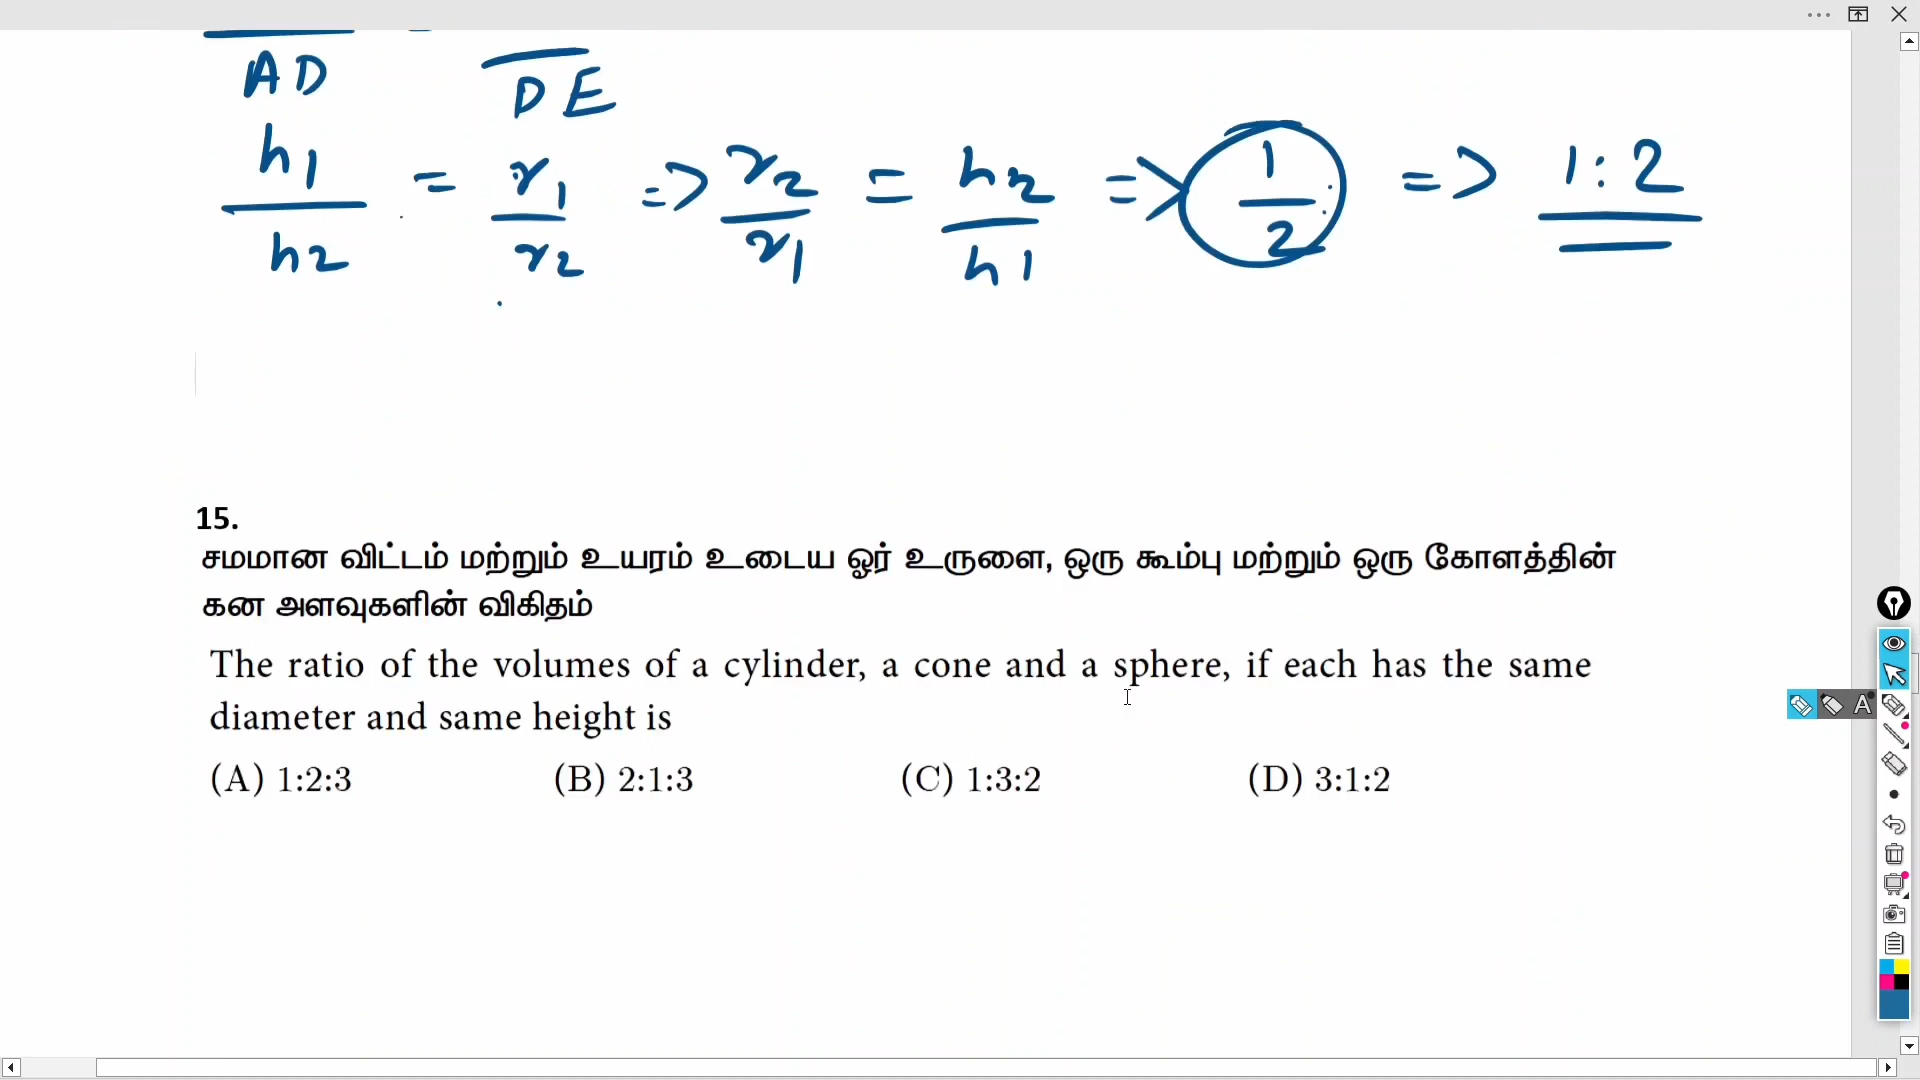 AD
DE
h1 = r1 => r2 = h2 => 1 => 1:2
h2 r2 r1 h1 2
15.
சமமான விட்டம் மற்றும் உயரம் உடைய ஓர் உருளை, ஒரு கூம்பு மற்றும் ஒரு கோளத்தின்
கன அளவுகளின் விகிதம்
The ratio of the volumes of a cylinder, a cone and a sphere, if each has the same
diameter and same height is
(A) 1:2:3 (B) 2:1:3 (C) 1:3:2 (D) 3:1:2
A